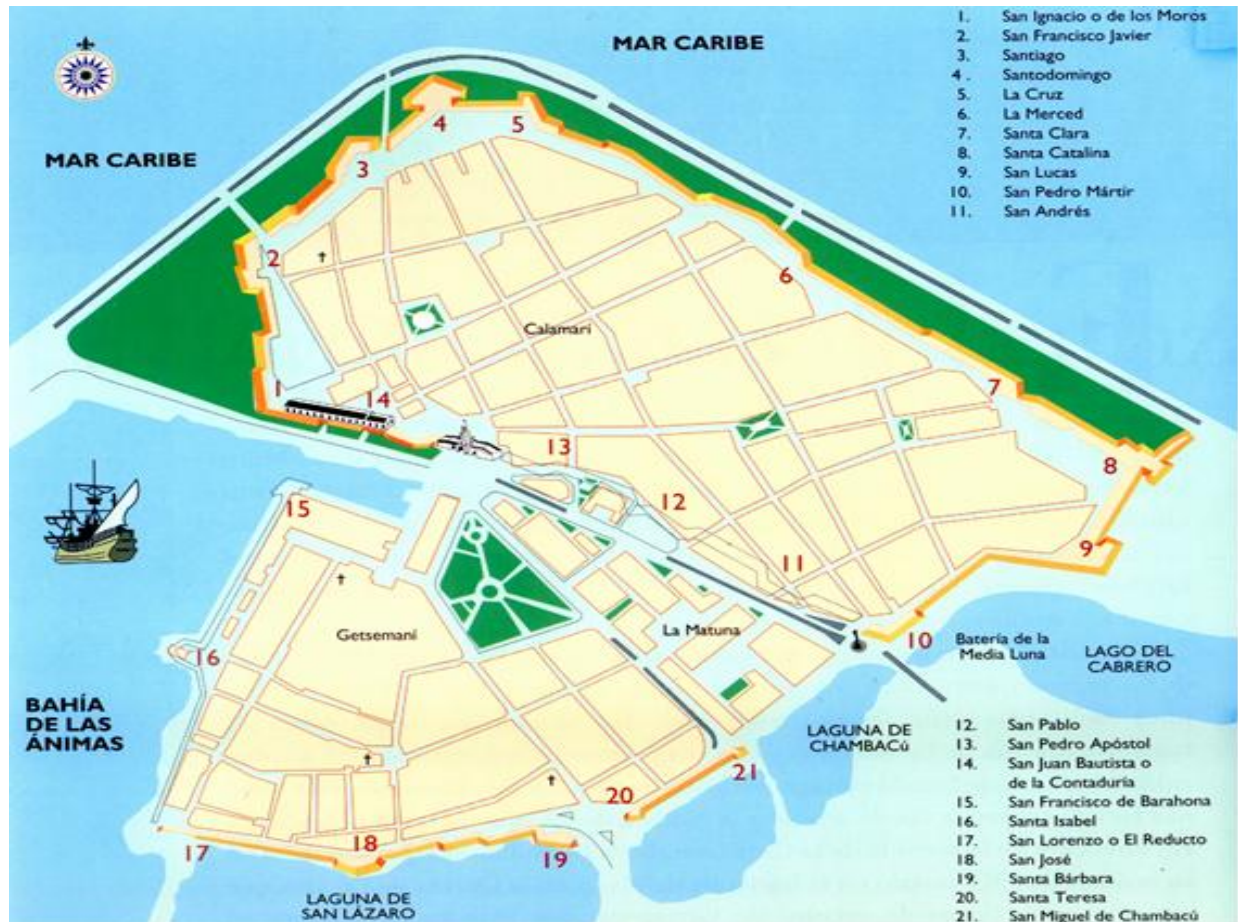 MAR CARIBE
1. San Ignacio o de los Moros
2. San Francisco Javier
3. Santiago
4. Santodomingo
5. La Cruz
6. La Merced
7. Santa Clara
8. Santa Catalina
9. San Lucas
10. San Pedro Mártir
11. San Andrés
MAR CARIBE
4
5
3
2
6
Calamarí
1
14
7
13
8
15
12
9
11
Getsemaní
La Matuna
10
Batería de la
Media Luna
LAGO DEL
CABRERO
16
BAHÍA
DE LAS
ÁNIMAS
LAGUNA DE
CHAMBACú
21
20
17
18
19
LAGUNA DE
SAN LÁZARO
12. San Pablo
13. San Pedro Apóstol
14. San Juan Bautista o
de la Contaduría
15. San Francisco de Barahona
16. Santa Isabel
17. San Lorenzo o El Reducto
18. San José
19. Santa Bárbara
20. Santa Teresa
21. San Miguel de Chambacú